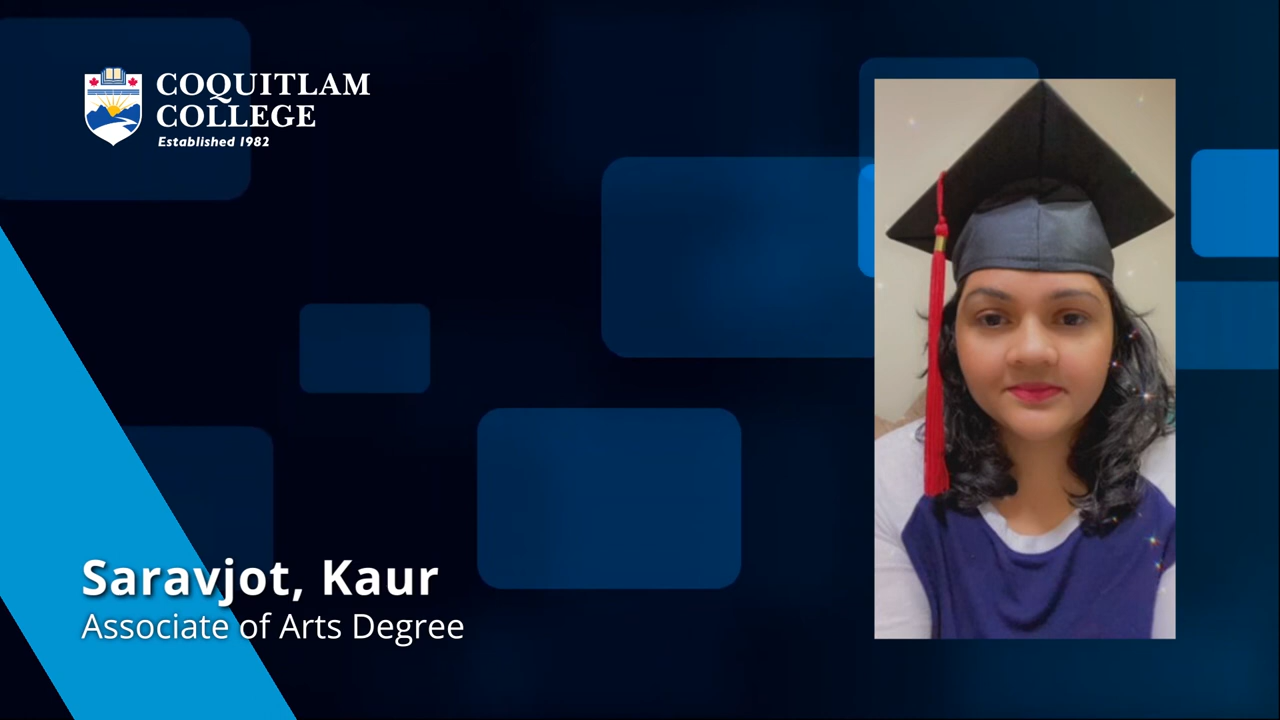 COQUITLAM
COLLEGE
Established 1982
Saravjot, Kaur
Associate of Arts Degree